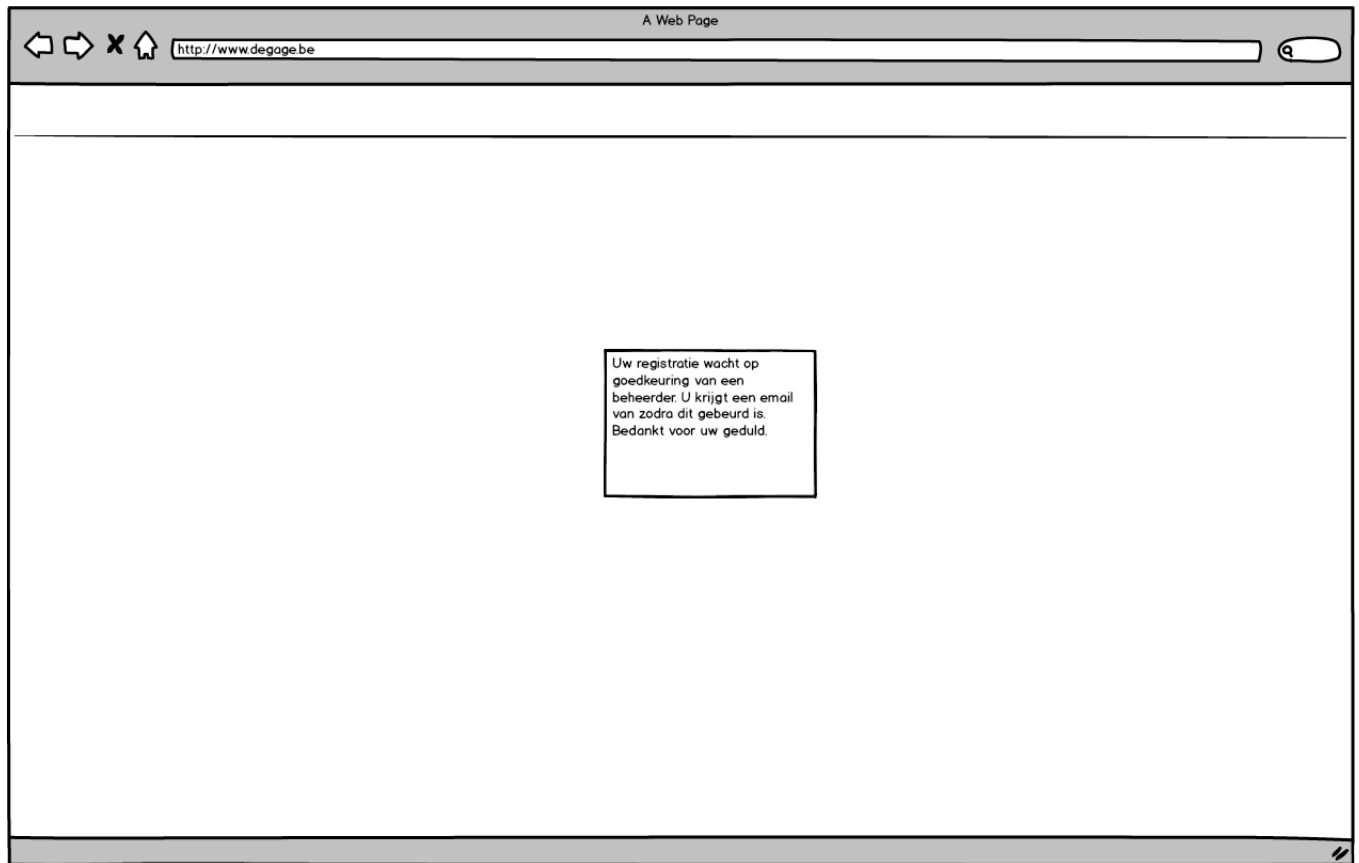 A Web Page
http://www.degage.be
Uw registratie wacht op
goedkeuring van een
beheerder. U krijgt een email
van zodra dit gebeurd is.
Bedankt voor uw geduld.